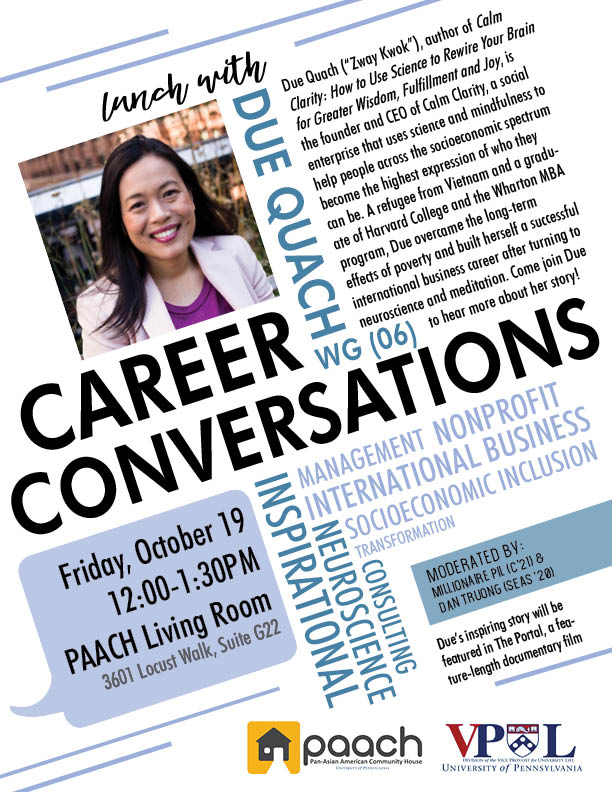 lunch with
DUE QUACH
WG (06)
Due Quach ("Zway Kwok"), author of Calm
Clarity: How to Use Science to Rewire Your Brain
for Greater Wisdom, Fulfillment and Joy, is
the founder and CEO of Calm Clarity, a social
enterprise that uses science and mindfulness to
help people across the socioeconomic spectrum
become the highest expression of who they
can be. A refugee from Vietnam and a gradu-
ate of Harvard College and the Wharton MBA
program, Due overcame the long-term
effects of poverty and built herself a successful
international business career after turning to
neuroscience and meditation. Come join Due
to hear more about her story!
CAREER
CONVERSATIONS
MANAGEMENT NONPROFIT
INTERNATIONAL BUSINESS
SOCIOECONOMIC INCLUSION
TRANSFORMATION
INSPIRATIONAL
NEUROSCIENCE
CONSULTING
Friday, October 19
12:00-1:30PM
PAACH Living Room
3601 Locust Walk, Suite G22
MODERATED BY:
MILLIONAIRE PIL (C'21) &
DAN TRUONG (SEAS '20)
Due's inspiring story will be
featured in The Portal, a fea-
ture-length documentary film
paach
Pan-Asian American Community House
UNIVERSITY OF PENNSYLVANIA
VPUL
DIVISION OF THE VICE PROVOST FOR UNIVERSITY LIFE
UNIVERSITY OF PENNSYLVANIA